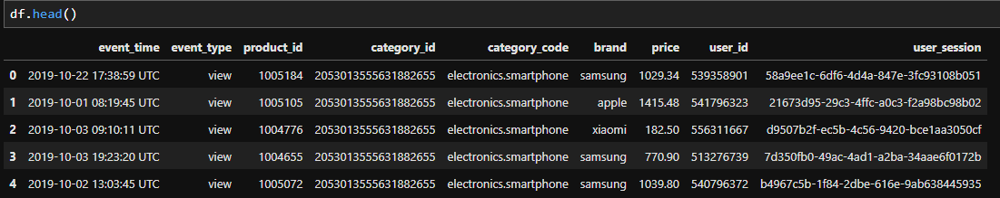 df.head()
event_time event_type product_id category_id category_code brand price user_id user_session
0 2019-10-22 17:38:59 UTC view 1005184 2053013555631882655 electronics.smartphone samsung 1029.34 539358901 58a9ee1c-6df6-4d4a-847e-3fc93108b051
1 2019-10-01 08:19:45 UTC view 1005105 2053013555631882655 electronics.smartphone apple 1415.48 541796323 21673d95-29c3-4ffc-a0c3-f2a98bc98b02
2 2019-10-03 09:10:11 UTC view 1004776 2053013555631882655 electronics.smartphone xiaomi 182.50 556311667 d9507b2f-ec5b-4c56-9420-bce1aa3050cf
3 2019-10-03 19:23:20 UTC view 1004655 2053013555631882655 electronics.smartphone samsung 770.90 513276739 7d350fb0-49ac-4ad1-a2ba-34aae6f0172b
4 2019-10-02 13:03:45 UTC view 1005072 2053013555631882655 electronics.smartphone samsung 1039.80 540796372 b4967c5b-1f84-2dbe-616e-9ab638445935